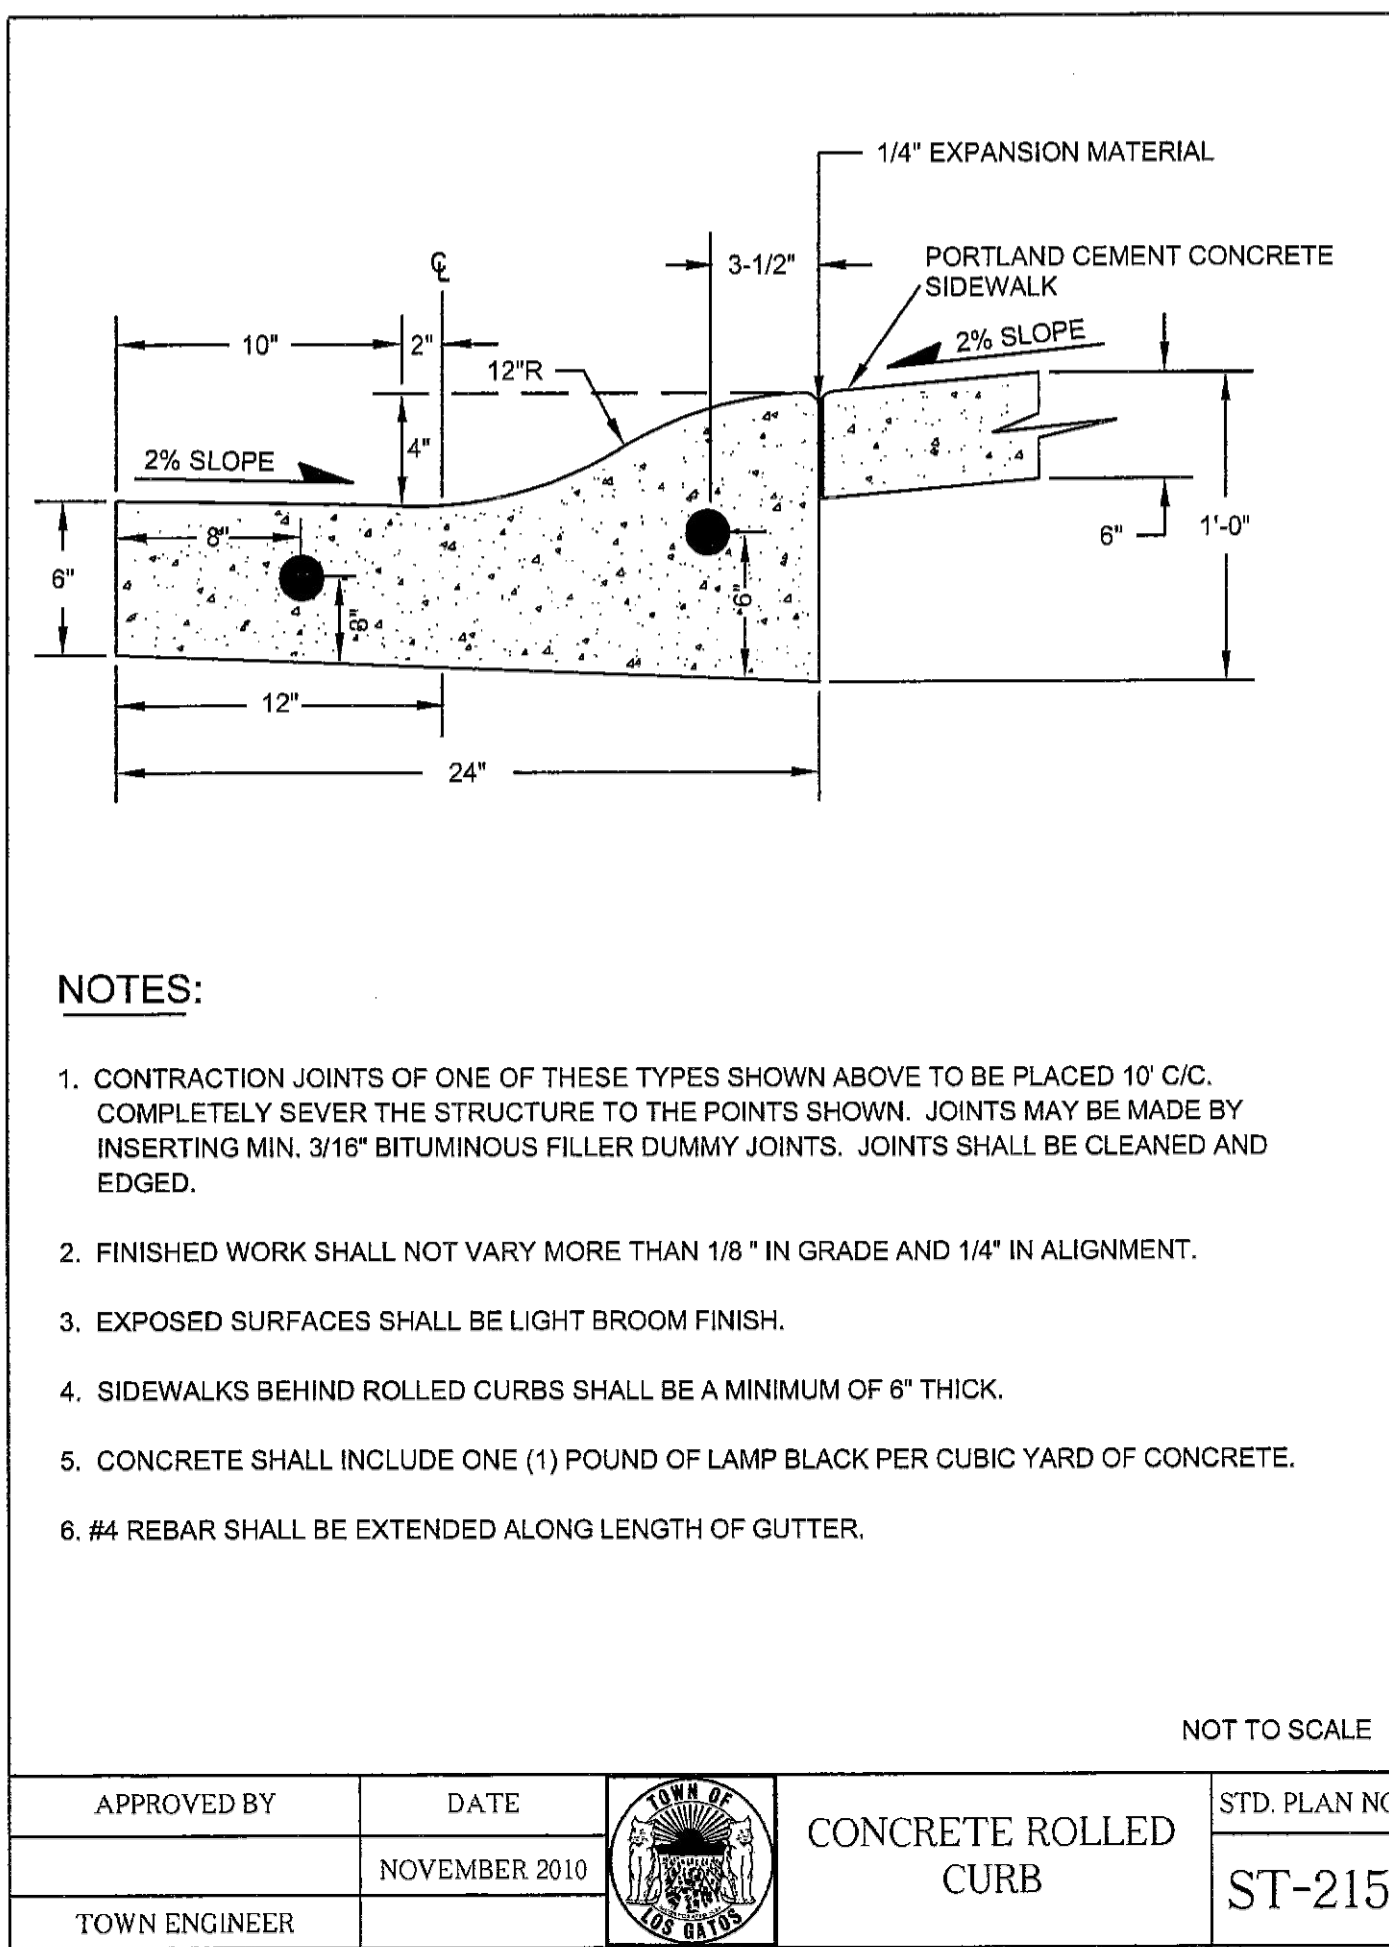 1/4" EXPANSION MATERIAL
℄
3-1/2"
PORTLAND CEMENT CONCRETE
SIDEWALK
10"
2"
2% SLOPE
12"R
4"
2% SLOPE
8"
6"
6"
1'-0"
6"
12"
24"
NOTES:
1. CONTRACTION JOINTS OF ONE OF THESE TYPES SHOWN ABOVE TO BE PLACED 10' C/C.
COMPLETELY SEVER THE STRUCTURE TO THE POINTS SHOWN. JOINTS MAY BE MADE BY
INSERTING MIN. 3/16" BITUMINOUS FILLER DUMMY JOINTS. JOINTS SHALL BE CLEANED AND
EDGED.
2. FINISHED WORK SHALL NOT VARY MORE THAN 1/8 " IN GRADE AND 1/4" IN ALIGNMENT.
3. EXPOSED SURFACES SHALL BE LIGHT BROOM FINISH.
4. SIDEWALKS BEHIND ROLLED CURBS SHALL BE A MINIMUM OF 6" THICK.
5. CONCRETE SHALL INCLUDE ONE (1) POUND OF LAMP BLACK PER CUBIC YARD OF CONCRETE.
6. #4 REBAR SHALL BE EXTENDED ALONG LENGTH OF GUTTER.
NOT TO SCALE
APPROVED BY
DATE
NOVEMBER 2010
TOWN ENGINEER
TOWN OF
LOS GATOS
CONCRETE ROLLED
CURB
STD. PLAN NO
ST-215